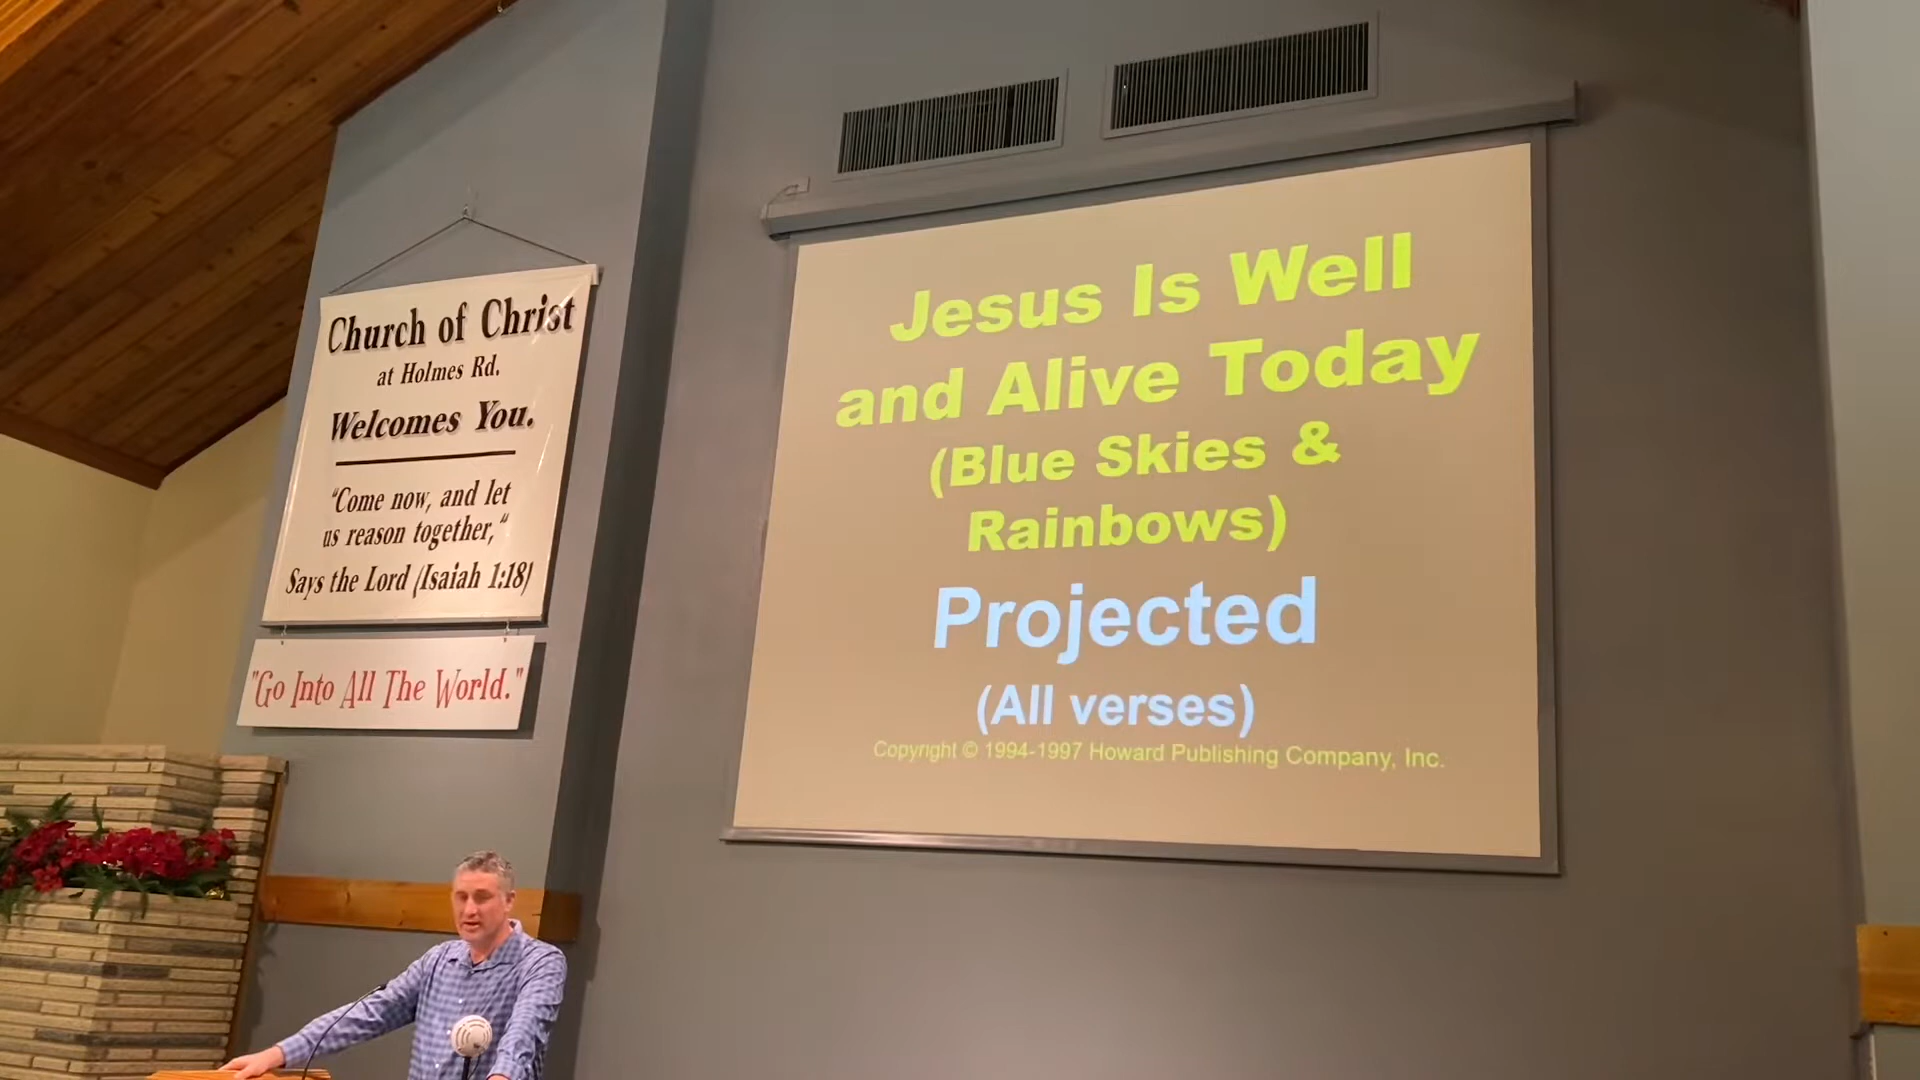 Church of Christ
at Holmes Rd.
Welcomes You.
“Come now, and let
us reason together,“
Says the Lord (Isaiah 1:18)
"Go Into All The World."
Jesus Is Well
and Alive Today
(Blue Skies &
Rainbows)
Projected
(All verses)
Copyright © 1994-1997 Howard Publishing Company, Inc.